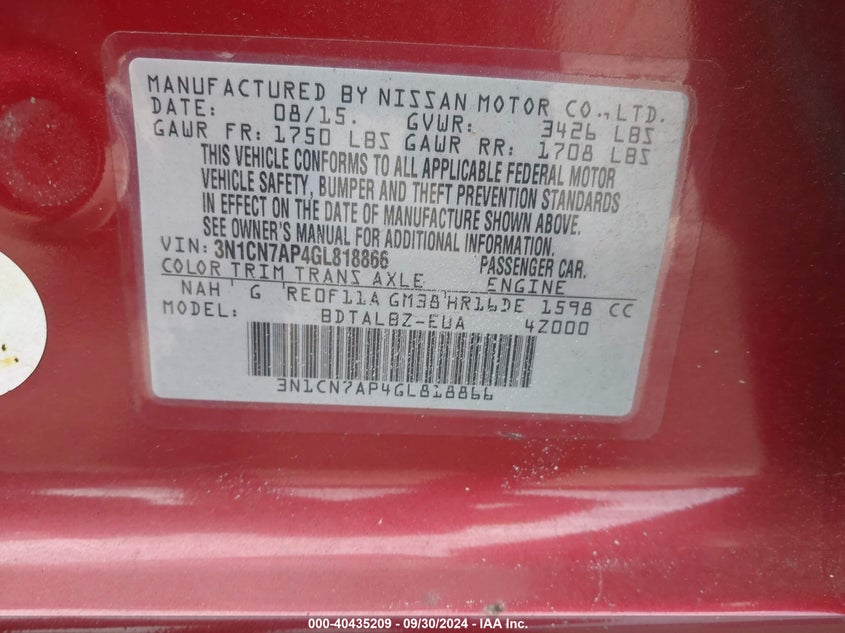 MANUFACTURED BY NISSAN MOTOR CO., LTD.
DATE: 08/15. GVWR: 3426 LBS
GAWR FR: 1750 LBS GAWR RR: 1708 LBS
THIS VEHICLE CONFORMS TO ALL APPLICABLE FEDERAL MOTOR
VEHICLE SAFETY, BUMPER AND THEFT PREVENTION STANDARDS
IN EFFECT ON THE DATE OF MANUFACTURE SHOWN ABOVE.
SEE OWNER'S MANUAL FOR ADDITIONAL INFORMATION.
VIN: 3N1CN7AP4GL818866 PASSENGER CAR.
COLOR TRIM TRANS AXLE ENGINE
NAH G RE0F11A GM38 HR16DE 1598 CC
MODEL: BDTALBZ-EUA 4Z000
3N1CN7AP4GL818866
000-40435209 - 09/30/2024 - IAA Inc.